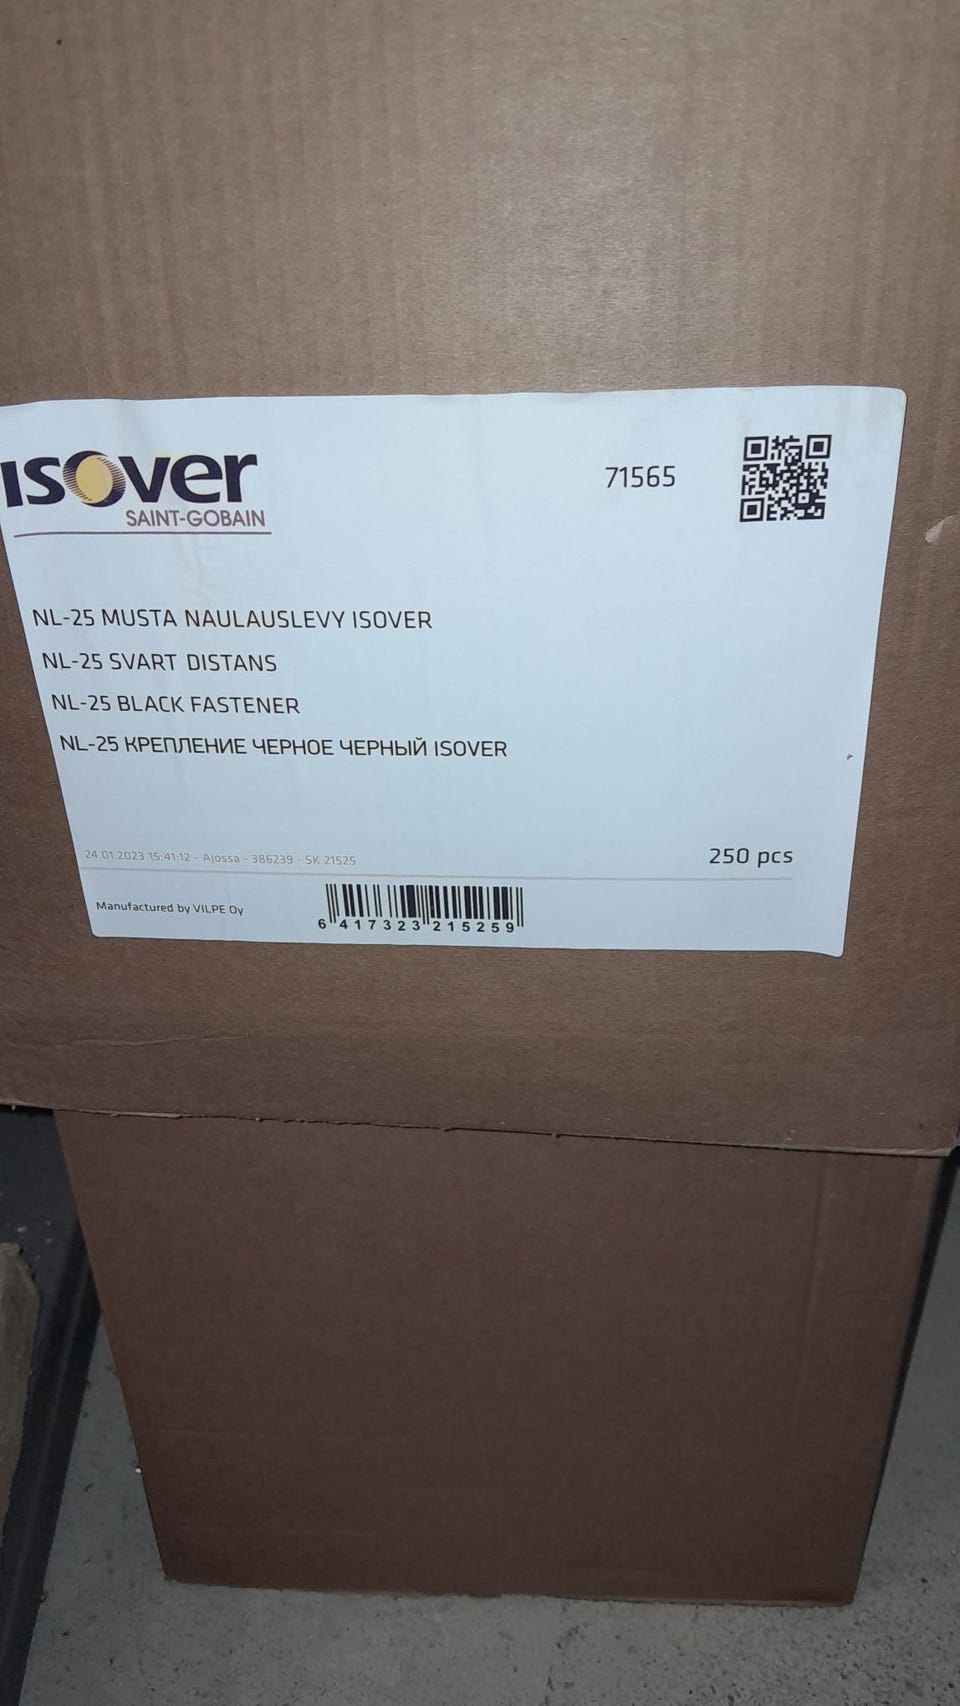 ISOVER
SAINT-GOBAIN
71565
NL-25 MUSTA NAULAUSLEVY ISOVER
NL-25 SVART DISTANS
NL-25 BLACK FASTENER
NL-25 КРЕПЛЕНИЕ ЧЕРНОЕ ЧЕРНЫЙ ISOVER
24.01.2023 15:41:12 - Ajossa - 386239 - SK 21525
250 pcs
Manufactured by VILPE Oy
6 417323 215259